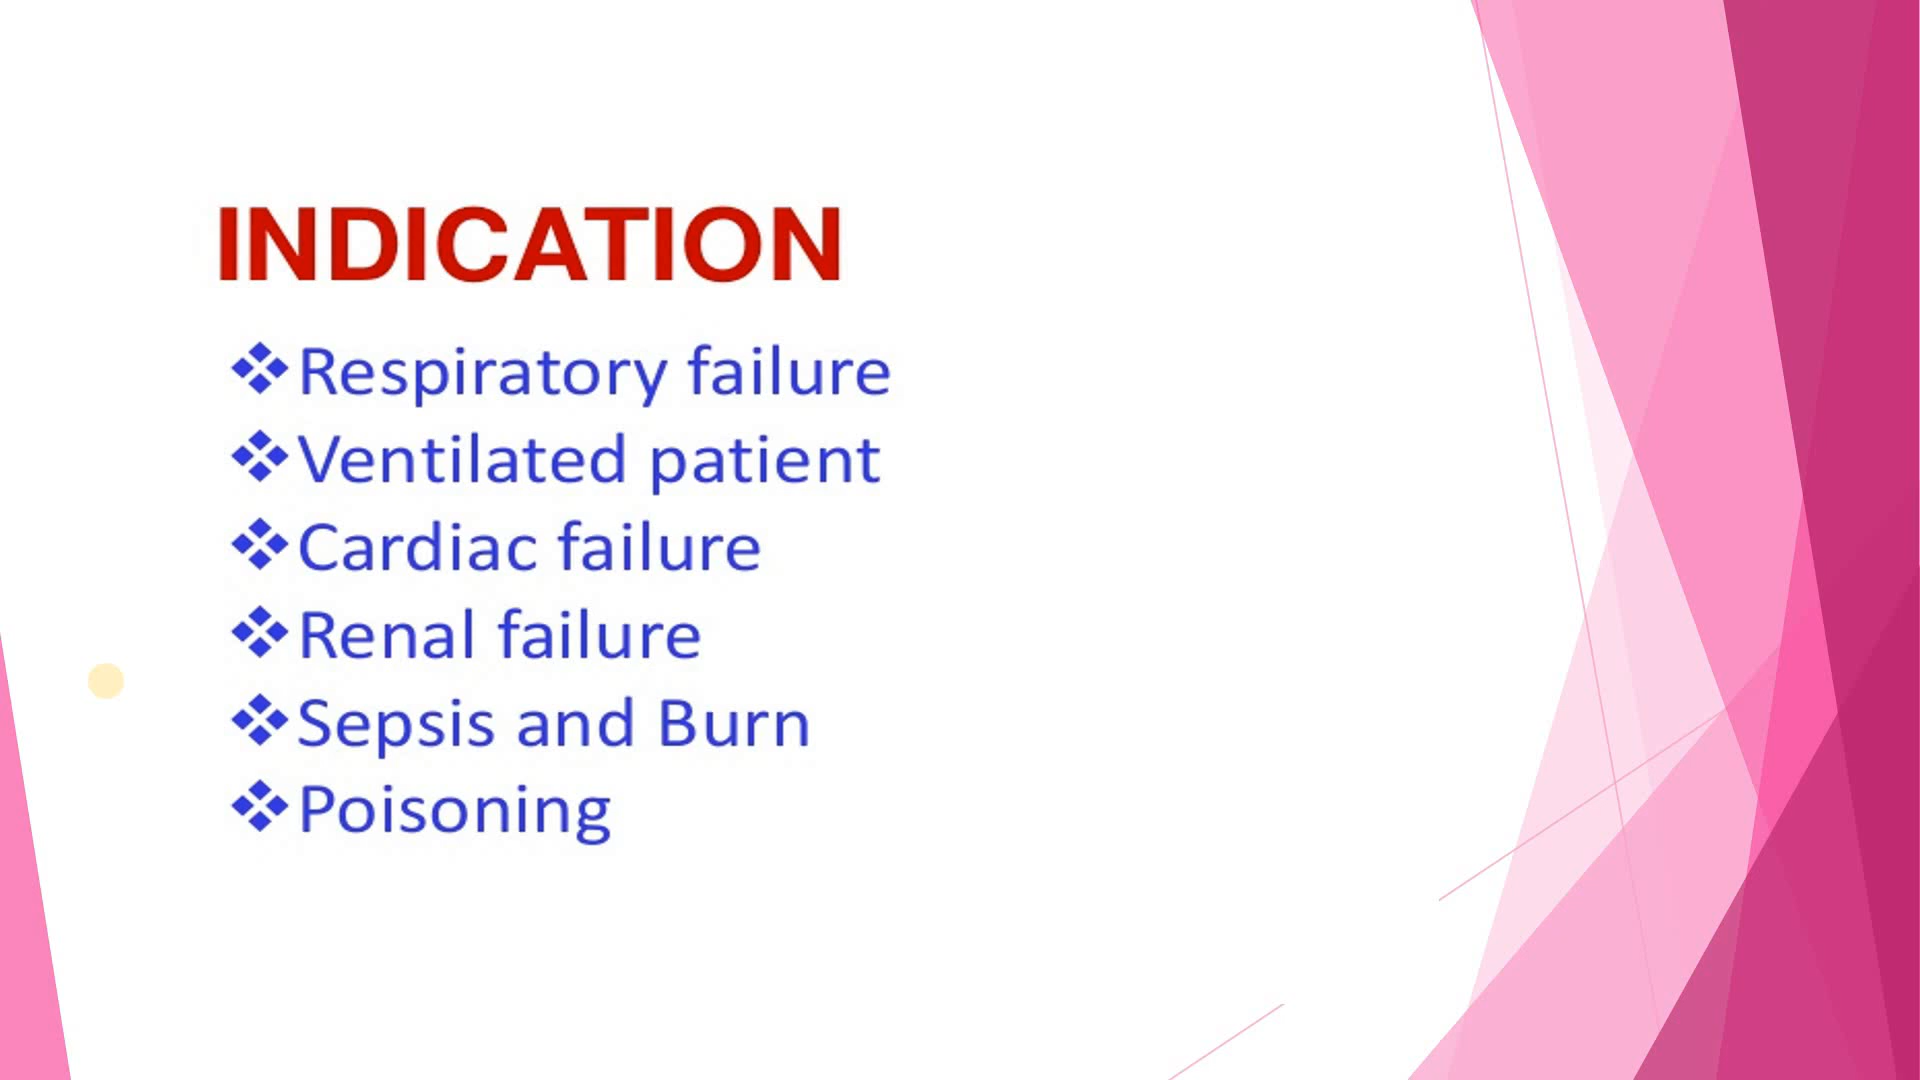 INDICATION
❖Respiratory failure
❖Ventilated patient
❖Cardiac failure
❖Renal failure
❖Sepsis and Burn
❖Poisoning